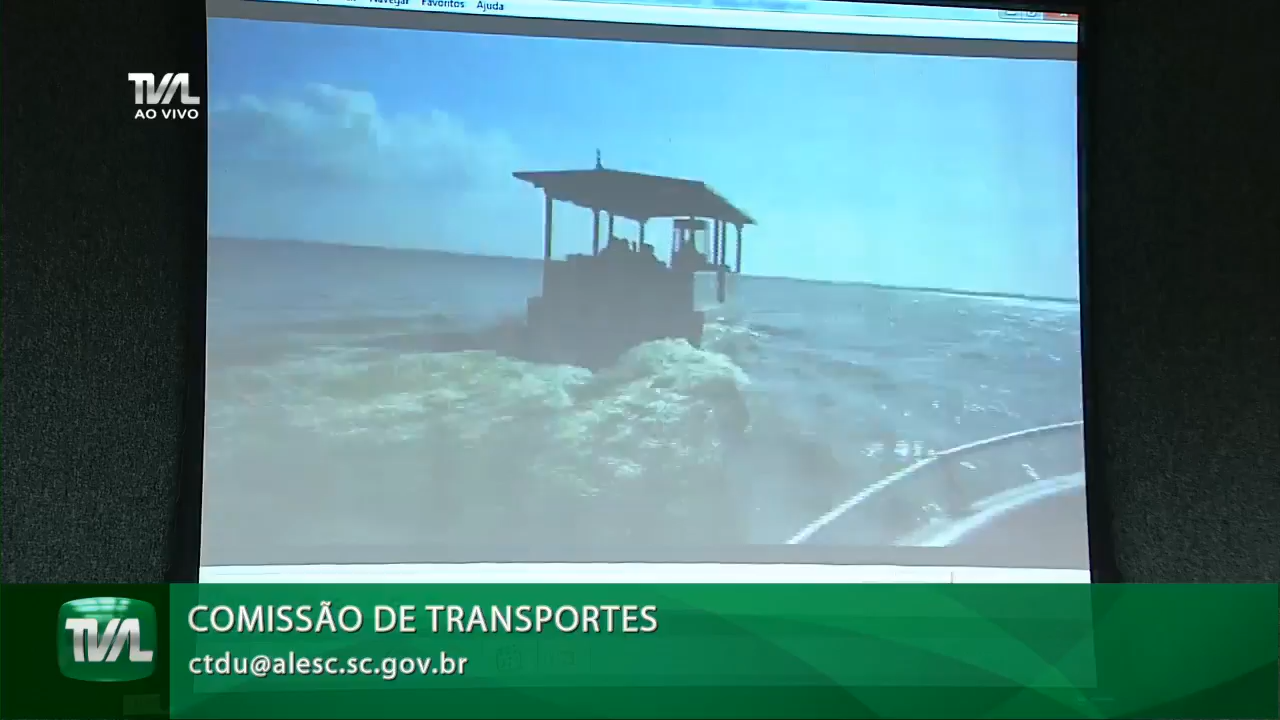 Navegar Favoritos Ajuda
TVAL
AO VIVO
COMISSÃO DE TRANSPORTES
TVAL
ctdu@alesc.sc.gov.br